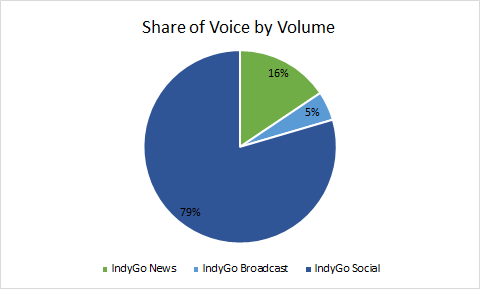 Share of Voice by Volume
16%
5%
79%
IndyGo News IndyGo Broadcast IndyGo Social